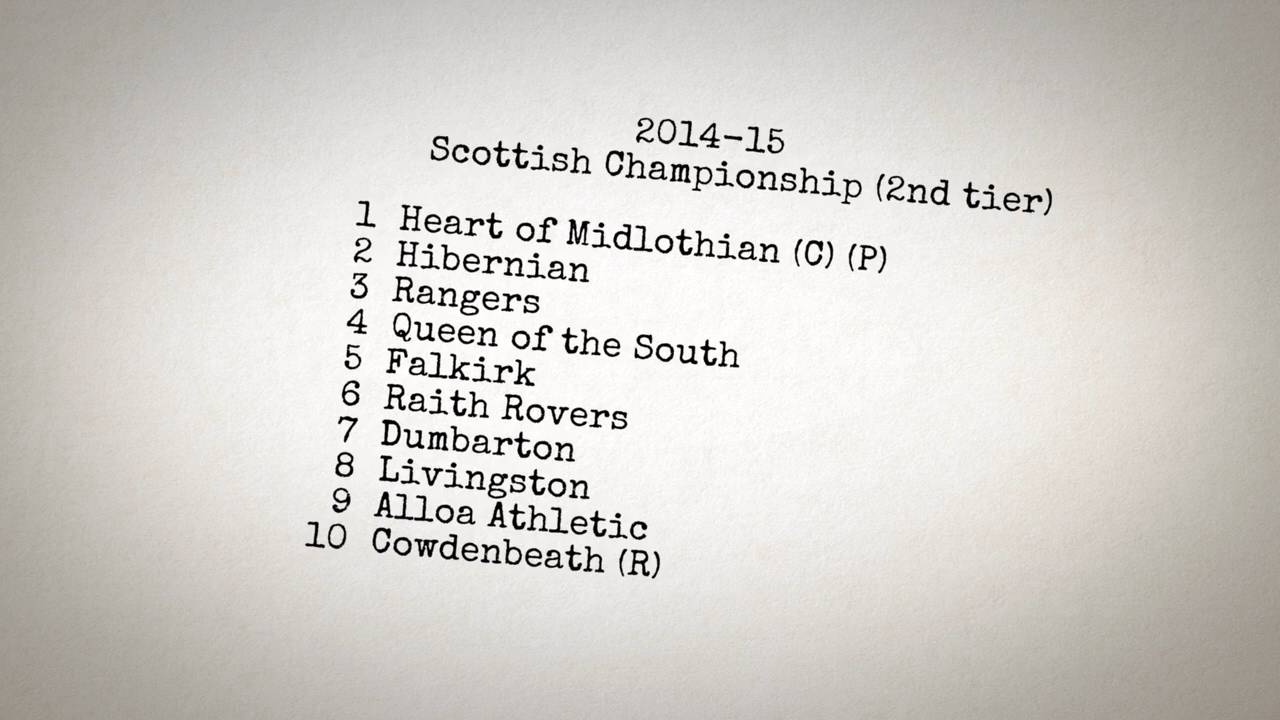 2014-15
Scottish Championship (2nd tier)
1 Heart of Midlothian (C) (P)
2 Hibernian
3 Rangers
4 Queen of the South
5 Falkirk
6 Raith Rovers
7 Dumbarton
8 Livingston
9 Alloa Athletic
10 Cowdenbeath (R)